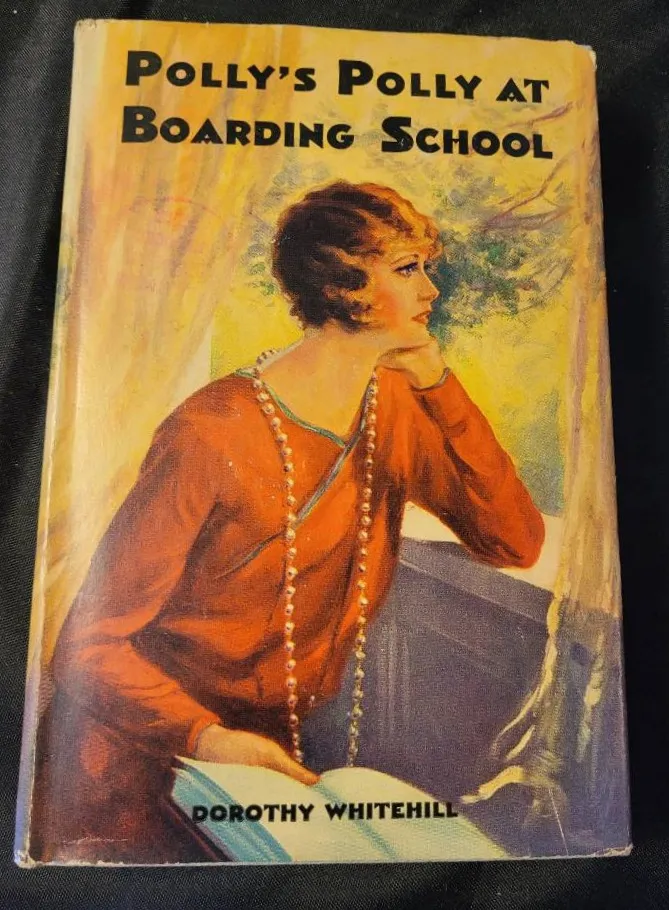 POLLY'S POLLY AT
BOARDING SCHOOL
DOROTHY WHITEHILL